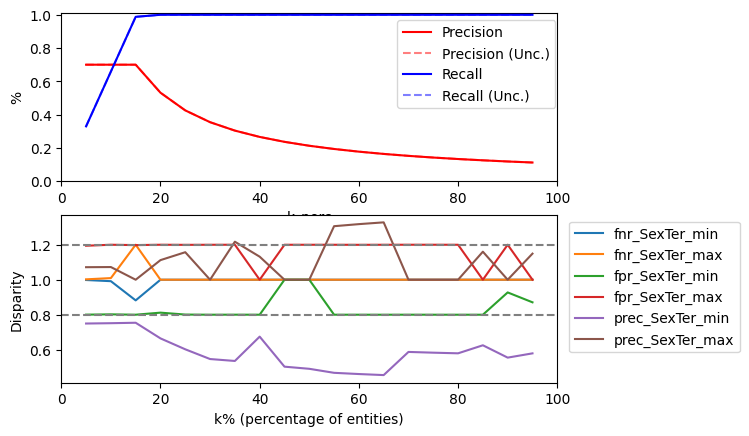 1.0
0.8
0.6
0.4
0.2
0.0
%
Precision
Precision (Unc.)
Recall
Recall (Unc.)
0 20 40 60 80 100
1.2
1.0
0.8
0.6
Disparity
fnr_SexTer_min
fnr_SexTer_max
fpr_SexTer_min
fpr_SexTer_max
prec_SexTer_min
prec_SexTer_max
0 20 40 60 80 100
k% (percentage of entities)